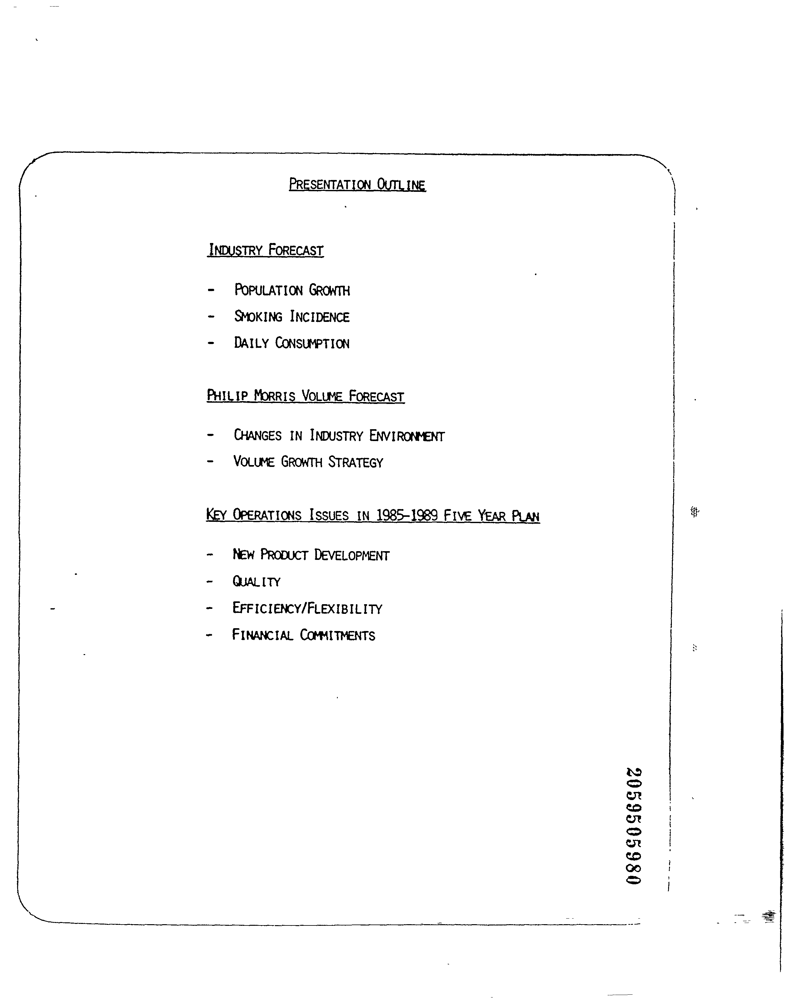 PRESENTATION OUTLINE
INDUSTRY FORECAST
- POPULATION GROWTH
- SMOKING INCIDENCE
- DAILY CONSUMPTION
PHILIP MORRIS VOLUME FORECAST
- CHANGES IN INDUSTRY ENVIRONMENT
- VOLUME GROWTH STRATEGY
KEY OPERATIONS ISSUES IN 1985-1989 FIVE YEAR PLAN
- NEW PRODUCT DEVELOPMENT
- QUALITY
- EFFICIENCY/FLEXIBILITY
- FINANCIAL COMMITMENTS
2059505980